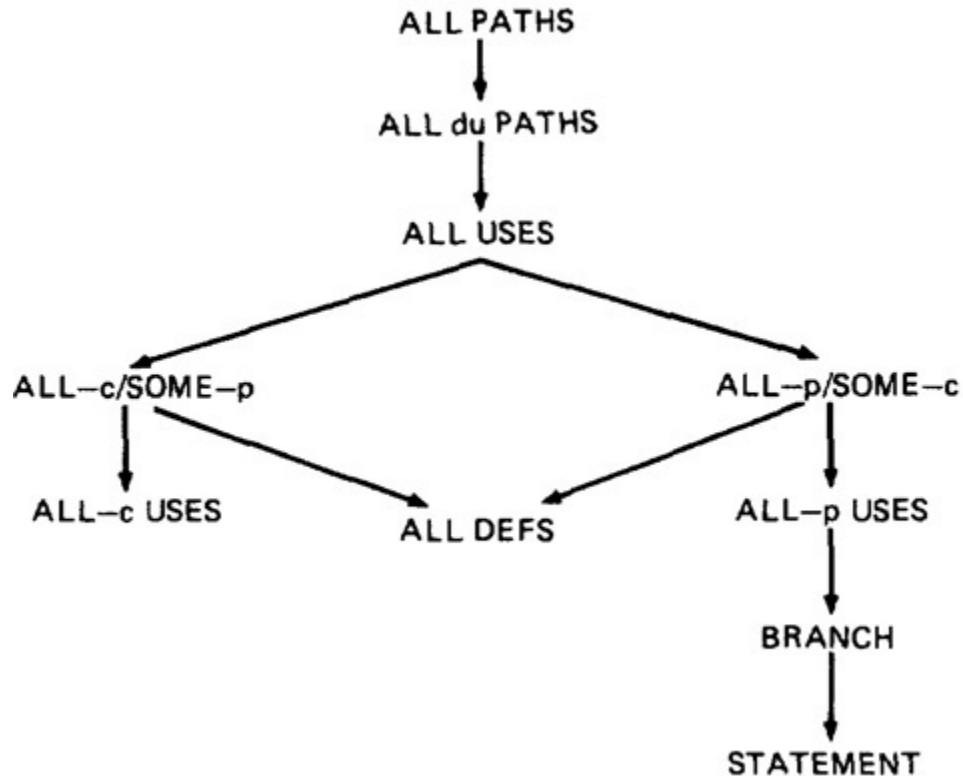 ALL PATHS
ALL du PATHS
ALL USES
ALL–c/SOME–p
ALL–p/SOME–c
ALL–c USES
ALL DEFS
ALL–p USES
BRANCH
STATEMENT